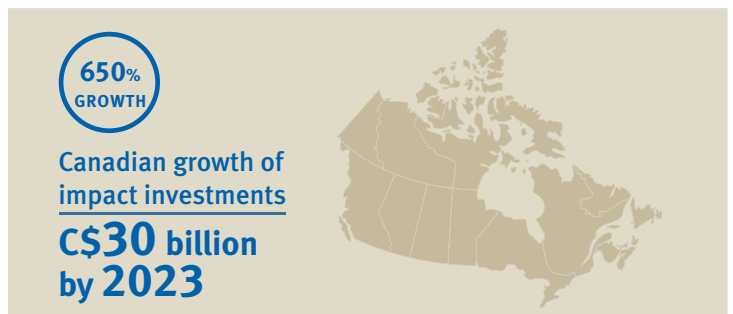 650%
GROWTH
Canadian growth of
impact investments
C$30 billion
by 2023